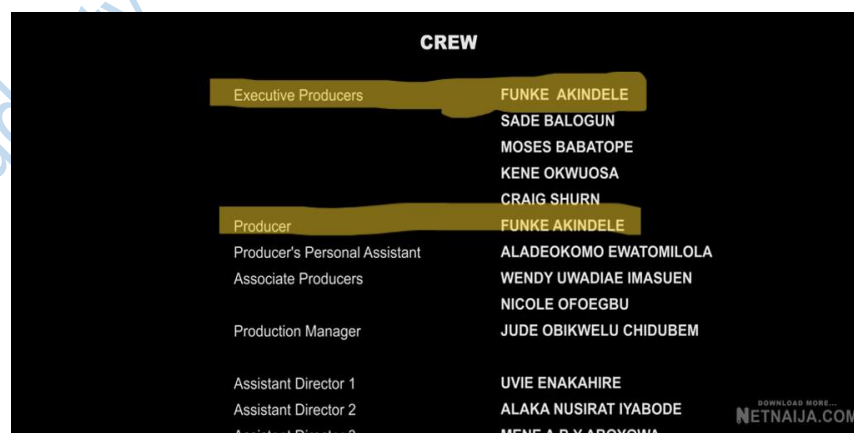 CREW
Executive Producers FUNKE AKINDELE
SADE BALOGUN
MOSES BABATOPE
KENE OKWUOSA
CRAIG SHURN
Producer FUNKE AKINDELE
Producer's Personal Assistant ALADEOKOMO EWATOMILOLA
Associate Producers WENDY UWADIAE IMASUEN
NICOLE OFOEGBU
Production Manager JUDE OBIKWELU CHIDUBEM
Assistant Director 1 UVIE ENAKAHIRE
Assistant Director 2 ALAKA NUSIRAT IYABODE
DOWNLOAD MORE...
NETNAIJA.COM